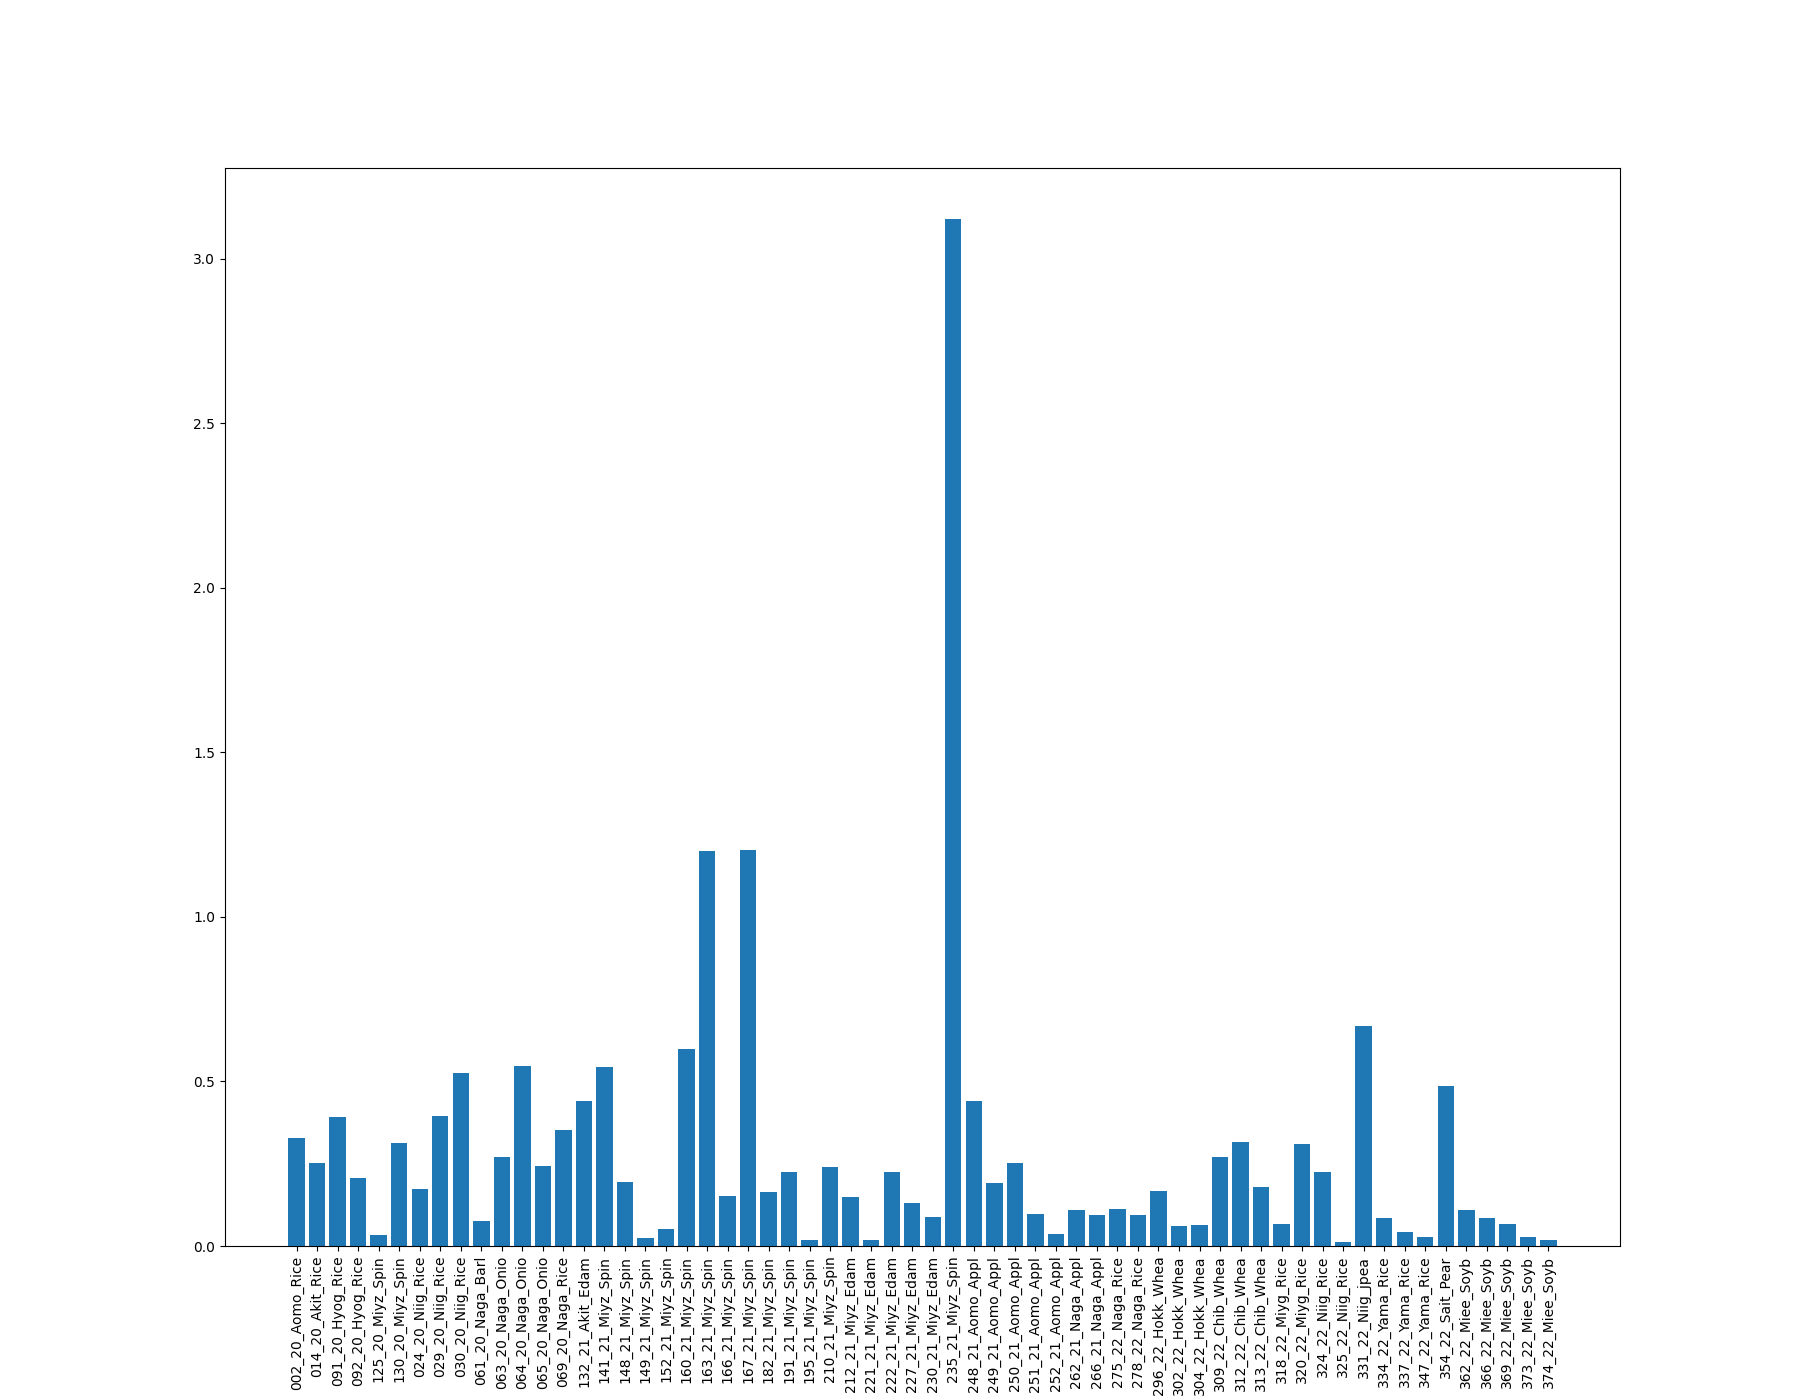 3.0
2.5
2.0
1.5
1.0
0.5
0.0
002_20_Aomo_Rice
014_20_Akit_Rice
091_20_Hyog_Rice
092_20_Hyog_Rice
125_20_Miyz_Spin
130_20_Miyz_Spin
024_20_Niig_Rice
029_20_Niig_Rice
030_20_Niig_Rice
061_20_Naga_Barl
063_20_Naga_Onio
064_20_Naga_Onio
065_20_Naga_Onio
069_20_Naga_Rice
132_21_Akit_Edam
141_21_Miyz_Spin
148_21_Miyz_Spin
149_21_Miyz_Spin
152_21_Miyz_Spin
160_21_Miyz_Spin
163_21_Miyz_Spin
166_21_Miyz_Spin
167_21_Miyz_Spin
182_21_Miyz_Spin
191_21_Miyz_Spin
195_21_Miyz_Spin
210_21_Miyz_Spin
212_21_Miyz_Edam
221_21_Miyz_Edam
222_21_Miyz_Edam
227_21_Miyz_Edam
230_21_Miyz_Edam
235_21_Miyz_Spin
248_21_Aomo_Appl
249_21_Aomo_Appl
250_21_Aomo_Appl
251_21_Aomo_Appl
252_21_Aomo_Appl
262_21_Naga_Appl
266_21_Naga_Appl
275_22_Naga_Rice
278_22_Naga_Rice
296_22_Hokk_Whea
302_22_Hokk_Whea
304_22_Hokk_Whea
309_22_Chib_Whea
312_22_Chib_Whea
313_22_Chib_Whea
318_22_Miyg_Rice
320_22_Miyg_Rice
324_22_Niig_Rice
325_22_Niig_Rice
331_22_Niig_jpea
334_22_Yama_Rice
337_22_Yama_Rice
347_22_Yama_Rice
354_22_Sait_Pear
362_22_Miee_Soyb
366_22_Miee_Soyb
369_22_Miee_Soyb
373_22_Miee_Soyb
374_22_Miee_Soyb